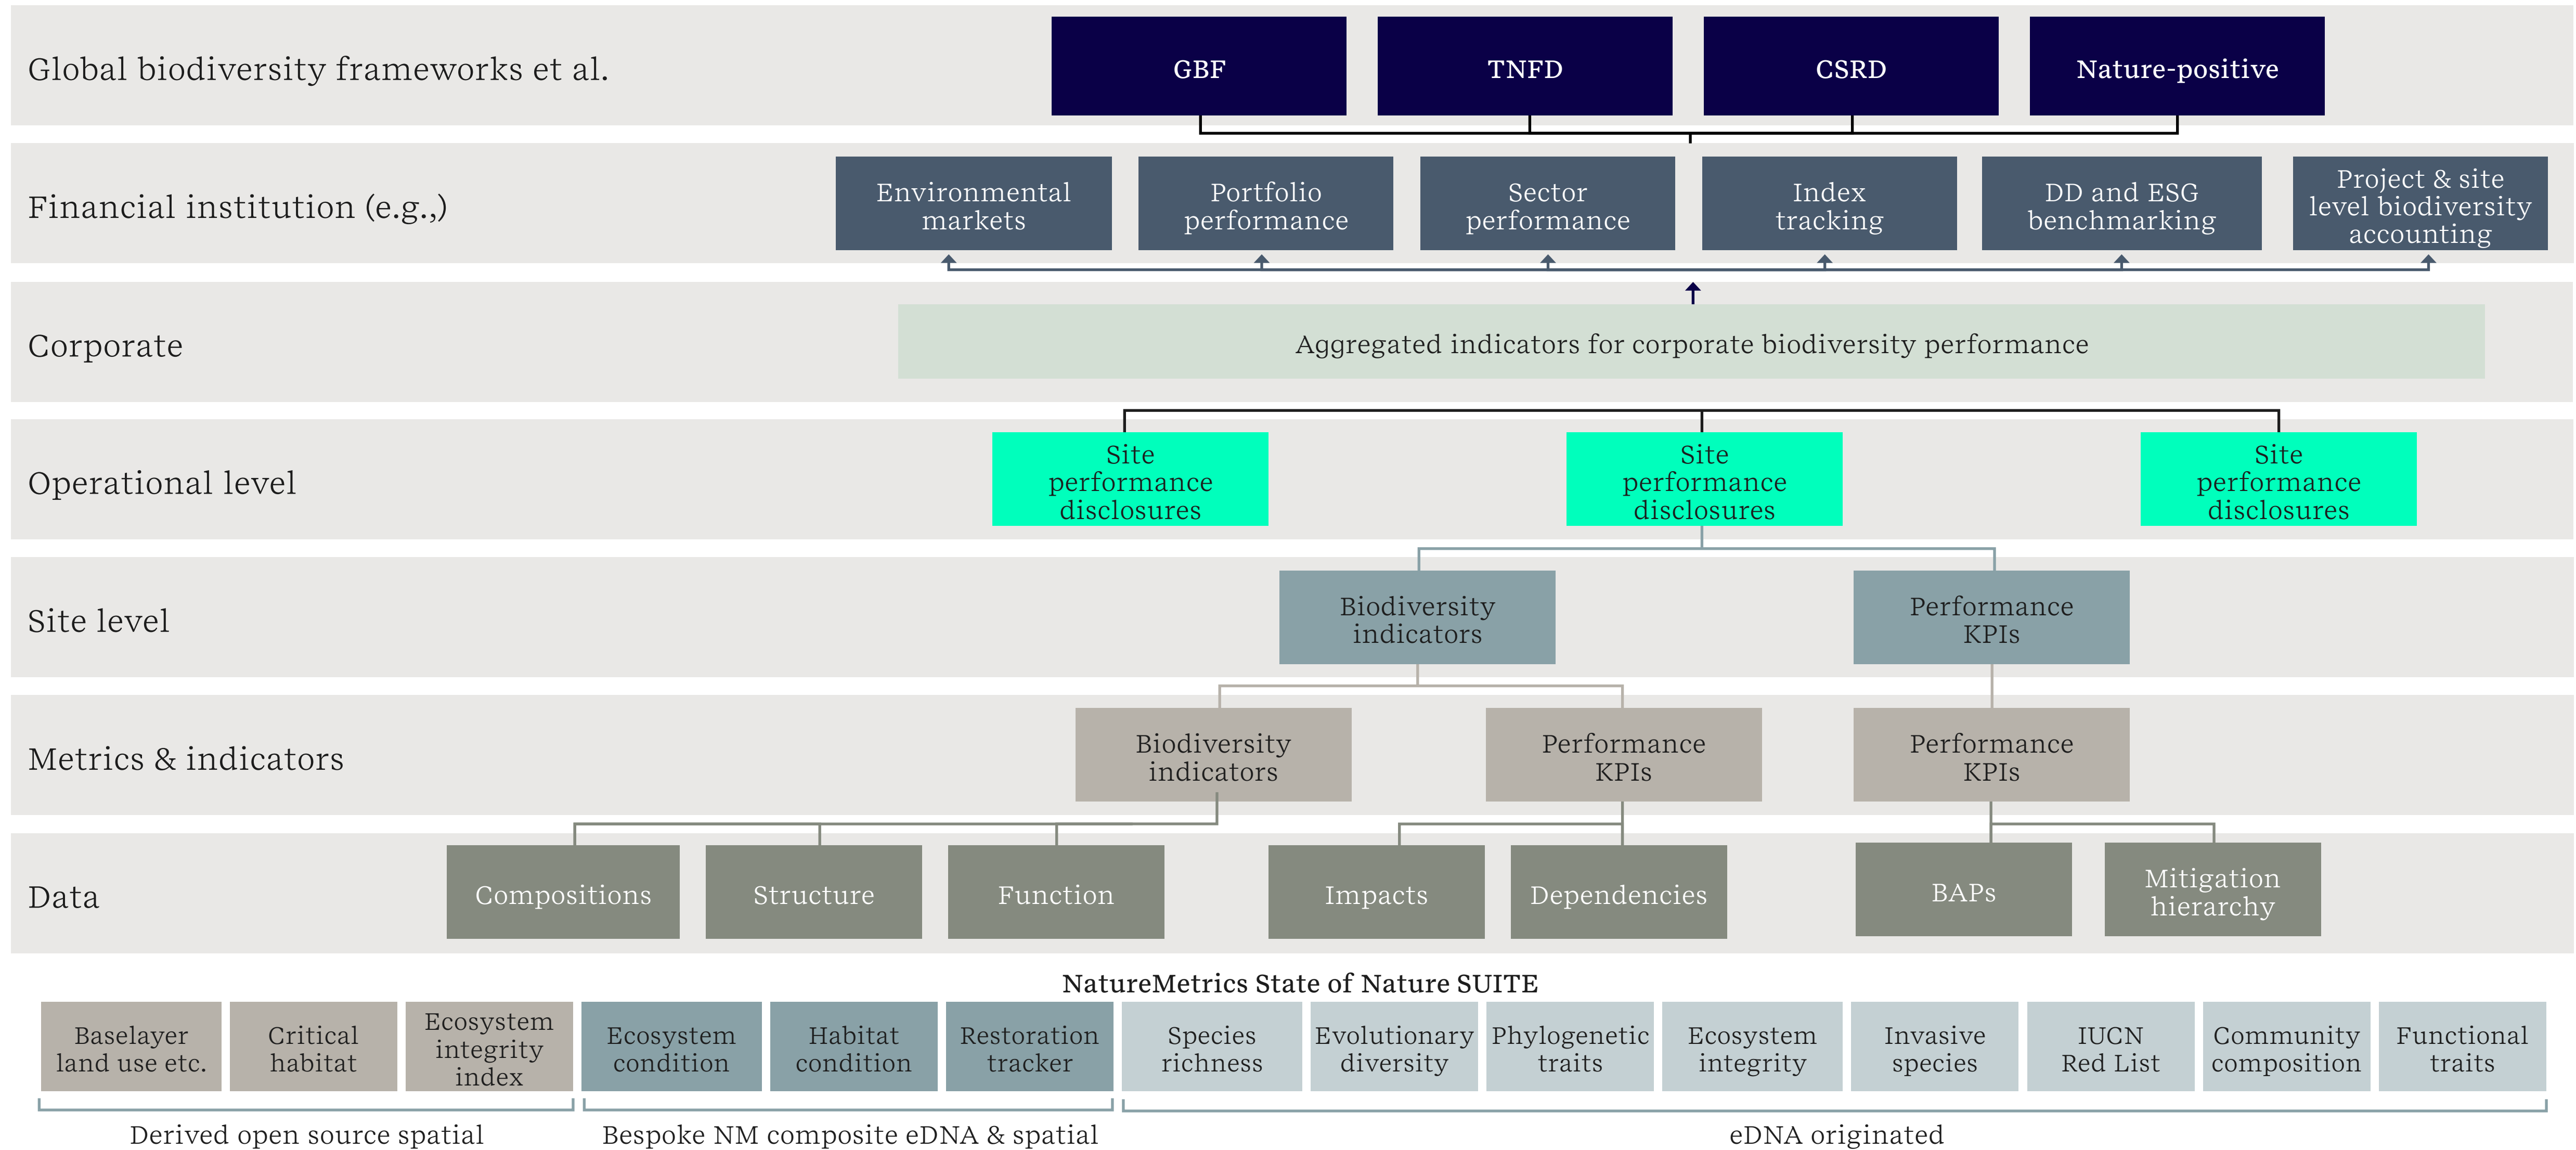 Global biodiversity frameworks et al.
GBF
TNFD
CSRD
Nature-positive
Financial institution (e.g.,)
Environmental
markets
Portfolio
performance
Sector
performance
Index
tracking
DD and ESG
benchmarking
Project & site
level biodiversity
accounting
Corporate
Aggregated indicators for corporate biodiversity performance
Operational level
Site
performance
disclosures
Site
performance
disclosures
Site
performance
disclosures
Site level
Biodiversity
indicators
Performance
KPIs
Metrics & indicators
Biodiversity
indicators
Performance
KPIs
Performance
KPIs
Data
Compositions
Structure
Function
Impacts
Dependencies
BAPs
Mitigation
hierarchy
NatureMetrics State of Nature SUITE
Baselayer
land use etc.
Critical
habitat
Ecosystem
integrity
index
Ecosystem
condition
Habitat
condition
Restoration
tracker
Species
richness
Evolutionary
diversity
Phylogenetic
traits
Ecosystem
integrity
Invasive
species
IUCN
Red List
Community
composition
Functional
traits
Derived open source spatial
Bespoke NM composite eDNA & spatial
eDNA originated